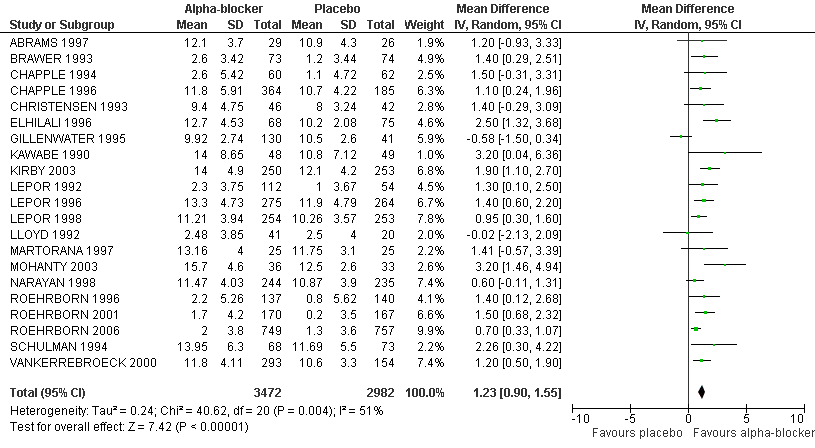 Alpha-blocker Placebo Mean Difference Mean Difference
Study or Subgroup Mean SD Total Mean SD Total Weight IV, Random, 95% CI IV, Random, 95% CI
ABRAMS 1997 12.1 3.7 29 10.9 4.3 26 1.9% 1.20 [-0.93, 3.33]
BRAWER 1993 2.6 3.42 73 1.2 3.44 74 5.1% 1.40 [0.29, 2.51]
CHAPPLE 1994 2.6 5.42 60 1.1 4.72 62 2.6% 1.50 [-0.31, 3.31]
CHAPPLE 1996 11.8 5.91 364 10.7 4.22 185 6.8% 1.10 [0.24, 1.96]
CHRISTENSEN 1993 9.4 4.75 46 8 3.24 42 2.9% 1.40 [-0.29, 3.09]
ELHILALI 1996 12.7 4.53 68 10.2 2.08 75 4.8% 2.50 [1.32, 3.68]
GILLENWATER 1995 9.92 2.74 130 10.5 2.6 41 6.4% -0.58 [-1.50, 0.34]
KAWABE 1990 14 8.65 48 10.8 7.12 49 1.0% 3.20 [0.04, 6.36]
KIRBY 2003 14 4.9 250 12.1 4.2 253 7.3% 1.90 [1.10, 2.70]
LEPOR 1992 2.3 3.75 112 1 3.67 54 4.7% 1.30 [0.10, 2.50]
LEPOR 1996 13.3 4.73 275 11.9 4.79 264 7.3% 1.40 [0.60, 2.20]
LEPOR 1998 11.21 3.94 254 10.26 3.57 253 8.5% 0.95 [0.30, 1.60]
LLOYD 1992 2.48 3.85 41 2.5 4 20 2.0% -0.02 [-2.13, 2.09]
MARTORANA 1997 13.16 4 25 11.75 3.1 25 2.2% 1.41 [-0.57, 3.39]
MOHANTY 2003 15.7 4.6 36 12.5 2.6 33 2.8% 3.20 [1.46, 4.94]
NARAYAN 1998 11.47 4.03 244 10.87 3.9 235 8.1% 0.60 [-0.11, 1.31]
ROEHRBORN 1996 2.2 5.26 137 0.8 5.62 140 4.3% 1.40 [0.12, 2.68]
ROEHRBORN 2001 1.7 4.2 170 0.2 3.5 167 7.1% 1.50 [0.68, 2.32]
ROEHRBORN 2006 2 3.8 749 1.3 3.6 757 11.0% 0.70 [0.33, 1.07]
SCHULMAN 1994 13.95 6.3 68 11.69 5.5 73 2.3% 2.26 [0.30, 4.22]
VANKERREBROECK 2000 11.8 4.11 293 10.6 3.3 154 8.1% 1.20 [0.50, 1.90]
Total (95% CI) 3472 2982 100.0% 1.23 [0.90, 1.55]
Heterogeneity: Tau² = 0.24; Chi² = 40.62, df = 20 (P = 0.004); I² = 51%
Test for overall effect: Z = 7.42 (P < 0.00001)
-10 -5 0 5 10
Favours placebo Favours alpha-blocker